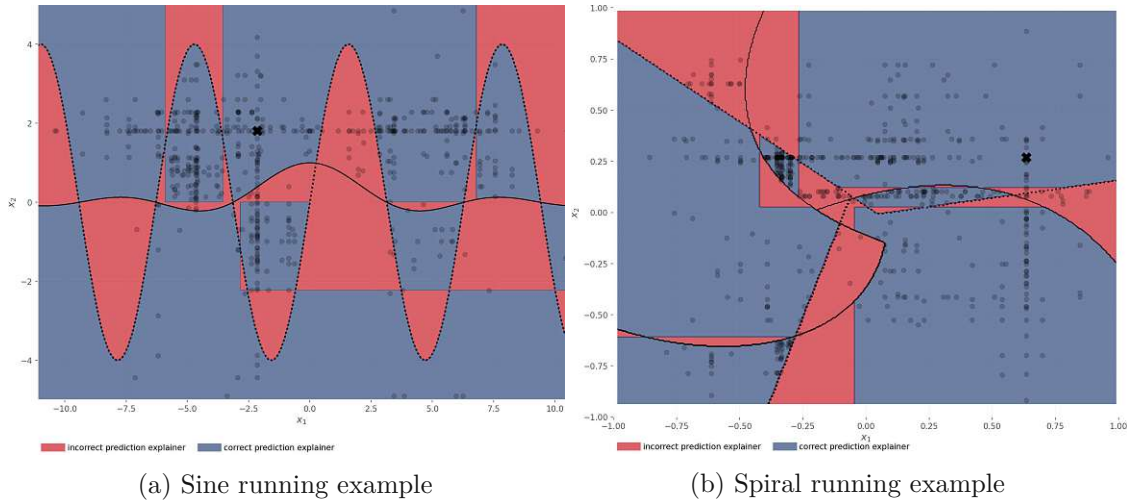 4
2
0
−2
−4
x₂
−10.0 −7.5 −5.0 −2.5 0.0 2.5 5.0 7.5 10.0
x₁
incorrect prediction explainer correct prediction explainer
(a) Sine running example
1.00
0.75
0.50
0.25
0.00
−0.25
−0.50
−0.75
−1.00
x₂
−1.00 −0.75 −0.50 −0.25 0.00 0.25 0.50 0.75 1.00
x₁
incorrect prediction explainer correct prediction explainer
(b) Spiral running example